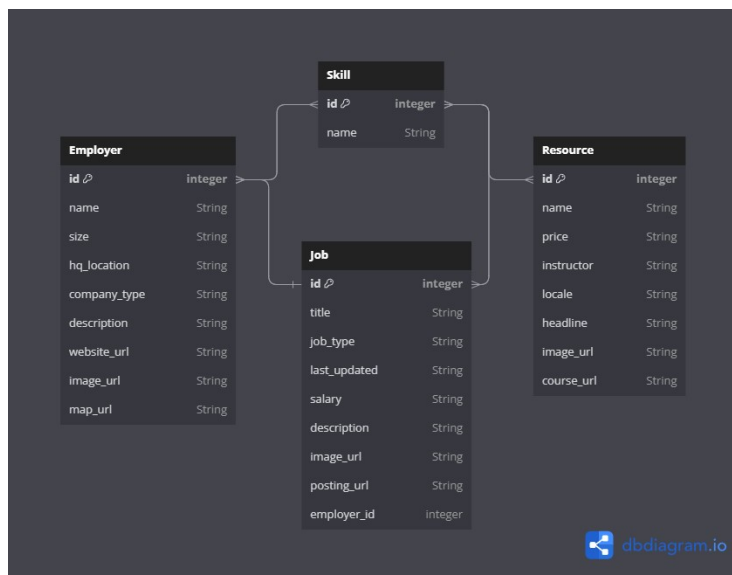 Skill
id integer
name String
Employer
id integer
name String
size String
hq_location String
company_type String
description String
website_url String
image_url String
map_url String
Job
id integer
title String
job_type String
last_updated String
salary String
description String
image_url String
posting_url String
employer_id integer
Resource
id integer
name String
price String
instructor String
locale String
headline String
image_url String
course_url String
dbdiagram.io